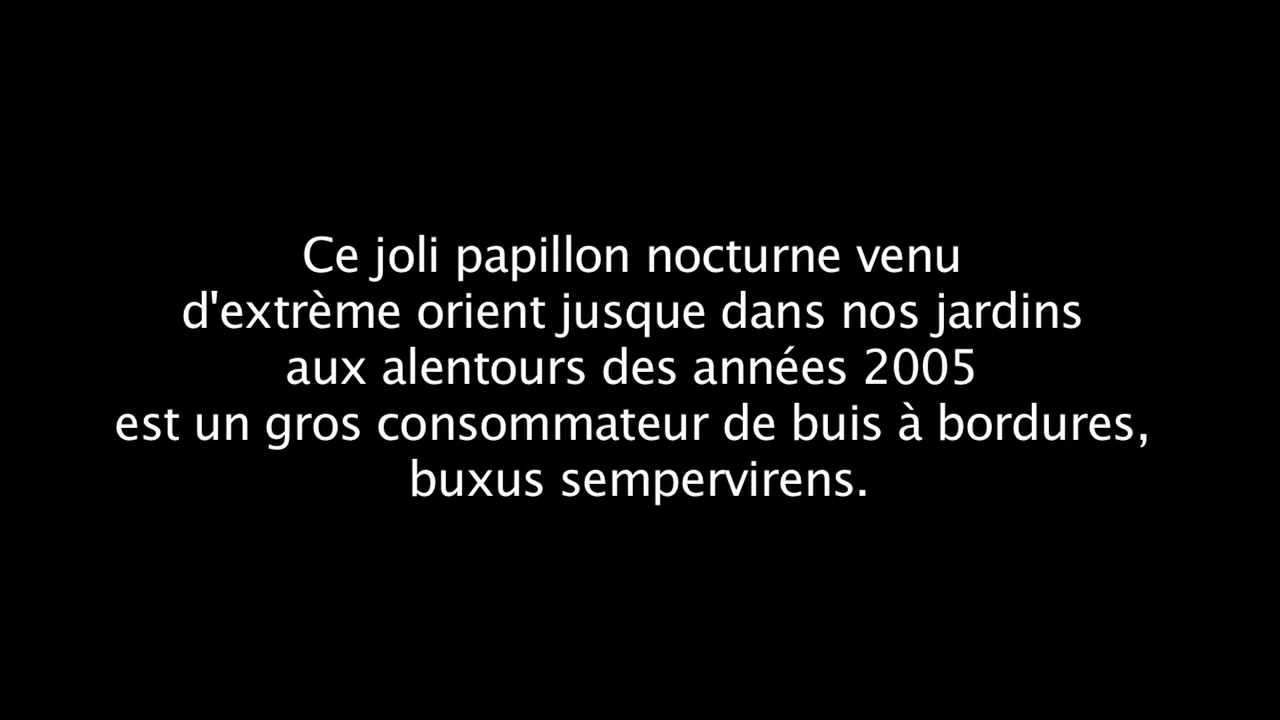 Ce joli papillon nocturne venu
d'extrème orient jusque dans nos jardins
aux alentours des années 2005
est un gros consommateur de buis à bordures,
buxus sempervirens.